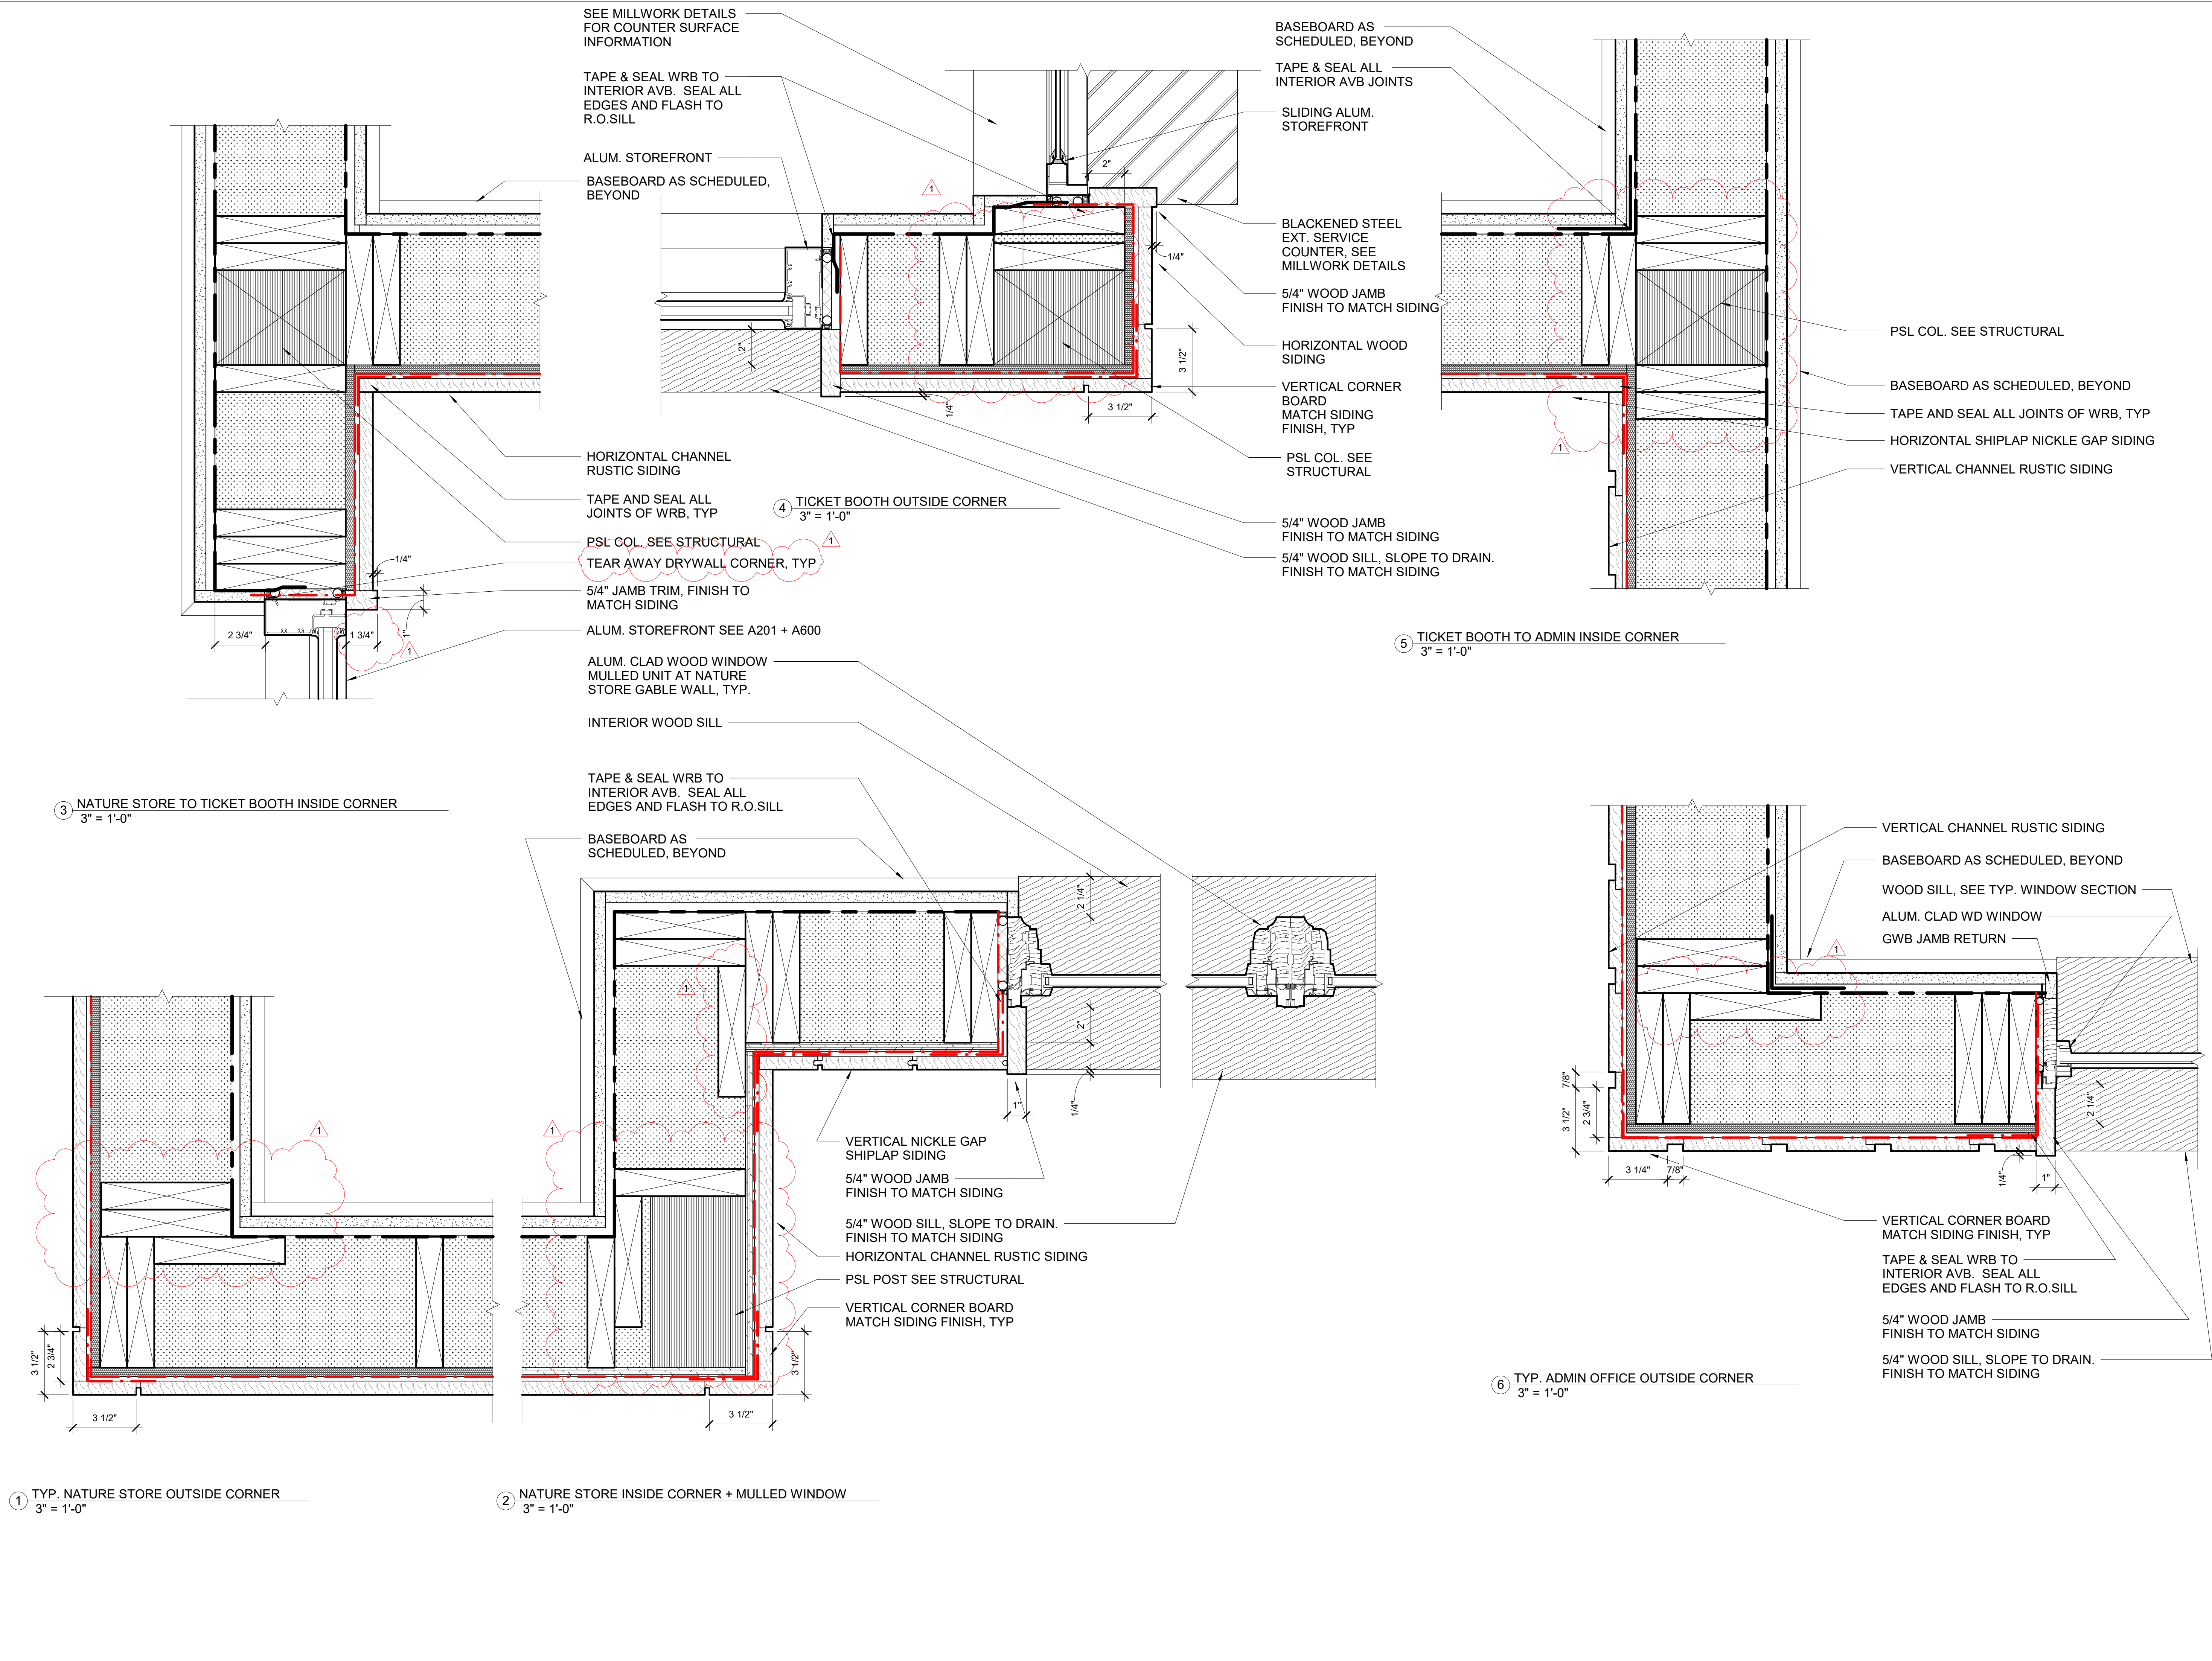 SEE MILLWORK DETAILS
FOR COUNTER SURFACE
INFORMATION
TAPE & SEAL WRB TO
INTERIOR AVB.  SEAL ALL
EDGES AND FLASH TO
R.O.SILL
ALUM. STOREFRONT
BASEBOARD AS SCHEDULED,
BEYOND
HORIZONTAL CHANNEL
RUSTIC SIDING
TAPE AND SEAL ALL
JOINTS OF WRB, TYP
PSL COL. SEE STRUCTURAL
TEAR AWAY DRYWALL CORNER, TYP
1
5/4" JAMB TRIM, FINISH TO
MATCH SIDING
ALUM. STOREFRONT SEE A201 + A600
1/4"
2 3/4"
1 3/4"
1"
1
3
NATURE STORE TO TICKET BOOTH INSIDE CORNER
3" = 1'-0"
1
2"
2"
1/4"
1/4"
3 1/2"
3 1/2"
4
TICKET BOOTH OUTSIDE CORNER
3" = 1'-0"
BASEBOARD AS
SCHEDULED, BEYOND
TAPE & SEAL ALL
INTERIOR AVB JOINTS
SLIDING ALUM.
STOREFRONT
BLACKENED STEEL
EXT. SERVICE
COUNTER, SEE
MILLWORK DETAILS
5/4" WOOD JAMB
FINISH TO MATCH SIDING
HORIZONTAL WOOD
SIDING
VERTICAL CORNER
BOARD
MATCH SIDING
FINISH, TYP
PSL COL. SEE
STRUCTURAL
5/4" WOOD JAMB
FINISH TO MATCH SIDING
5/4" WOOD SILL, SLOPE TO DRAIN.
FINISH TO MATCH SIDING
1
PSL COL. SEE STRUCTURAL
BASEBOARD AS SCHEDULED, BEYOND
TAPE AND SEAL ALL JOINTS OF WRB, TYP
HORIZONTAL SHIPLAP NICKLE GAP SIDING
VERTICAL CHANNEL RUSTIC SIDING
5
TICKET BOOTH TO ADMIN INSIDE CORNER
3" = 1'-0"
ALUM. CLAD WOOD WINDOW
MULLED UNIT AT NATURE
STORE GABLE WALL, TYP.
INTERIOR WOOD SILL
TAPE & SEAL WRB TO
INTERIOR AVB.  SEAL ALL
EDGES AND FLASH TO R.O.SILL
BASEBOARD AS
SCHEDULED, BEYOND
1
1
1
2 1/4"
2"
1"
1/4"
VERTICAL NICKLE GAP
SHIPLAP SIDING
5/4" WOOD JAMB
FINISH TO MATCH SIDING
5/4" WOOD SILL, SLOPE TO DRAIN.
FINISH TO MATCH SIDING
HORIZONTAL CHANNEL RUSTIC SIDING
PSL POST SEE STRUCTURAL
VERTICAL CORNER BOARD
MATCH SIDING FINISH, TYP
3 1/2"
2 3/4"
3 1/2"
3 1/2"
3 1/2"
1
TYP. NATURE STORE OUTSIDE CORNER
3" = 1'-0"
2
NATURE STORE INSIDE CORNER + MULLED WINDOW
3" = 1'-0"
VERTICAL CHANNEL RUSTIC SIDING
BASEBOARD AS SCHEDULED, BEYOND
WOOD SILL, SEE TYP. WINDOW SECTION
ALUM. CLAD WD WINDOW
GWB JAMB RETURN
1
7/8"
3 1/2"
2 3/4"
3 1/4"
7/8"
2 1/4"
1/4"
1"
VERTICAL CORNER BOARD
MATCH SIDING FINISH, TYP
TAPE & SEAL WRB TO
INTERIOR AVB.  SEAL ALL
EDGES AND FLASH TO R.O.SILL
5/4" WOOD JAMB
FINISH TO MATCH SIDING
5/4" WOOD SILL, SLOPE TO DRAIN.
FINISH TO MATCH SIDING
6
TYP. ADMIN OFFICE OUTSIDE CORNER
3" = 1'-0"